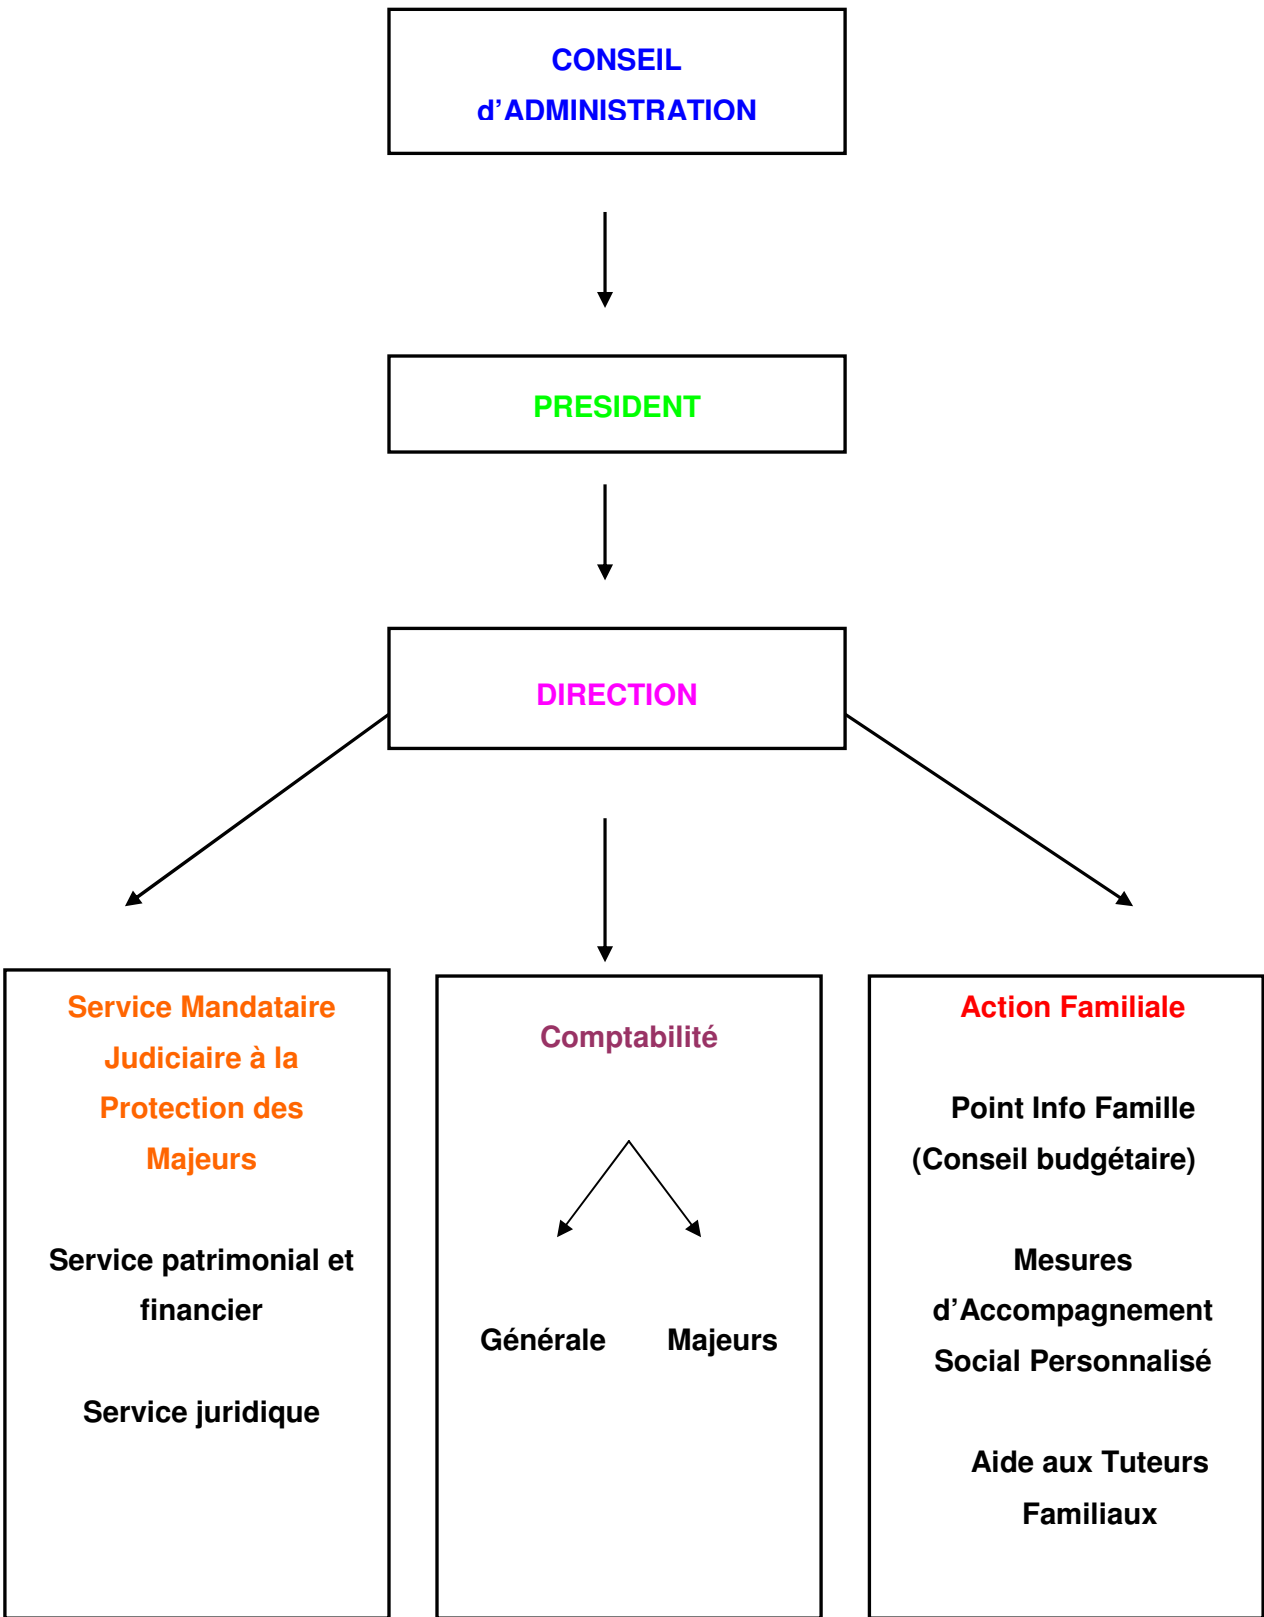 CONSEIL
d'ADMINISTRATION
PRESIDENT
DIRECTION
Service Mandataire
Judiciaire à la
Protection des
Majeurs
Service patrimonial et
financier
Service juridique
Comptabilité
Générale Majeurs
Action Familiale
Point Info Famille
(Conseil budgétaire)
Mesures
d'Accompagnement
Social Personnalisé
Aide aux Tuteurs
Familiaux